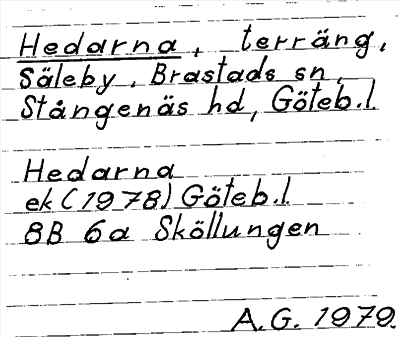 Hedarna, terräng,
Säleby, Brastads sn,
Stångenäs hd, Göteb.l.
Hedarna
ek (1978) Göteb.l.
8B 6a Sköllungen
A.G. 1979.